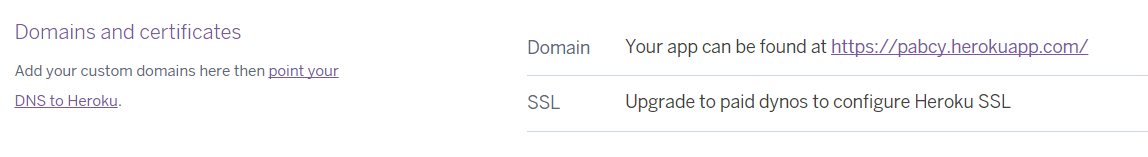 Domains and certificates
Add your custom domains here then point your
DNS to Heroku.
Domain Your app can be found at https://pabcy.herokuapp.com/
SSL Upgrade to paid dynos to configure Heroku SSL